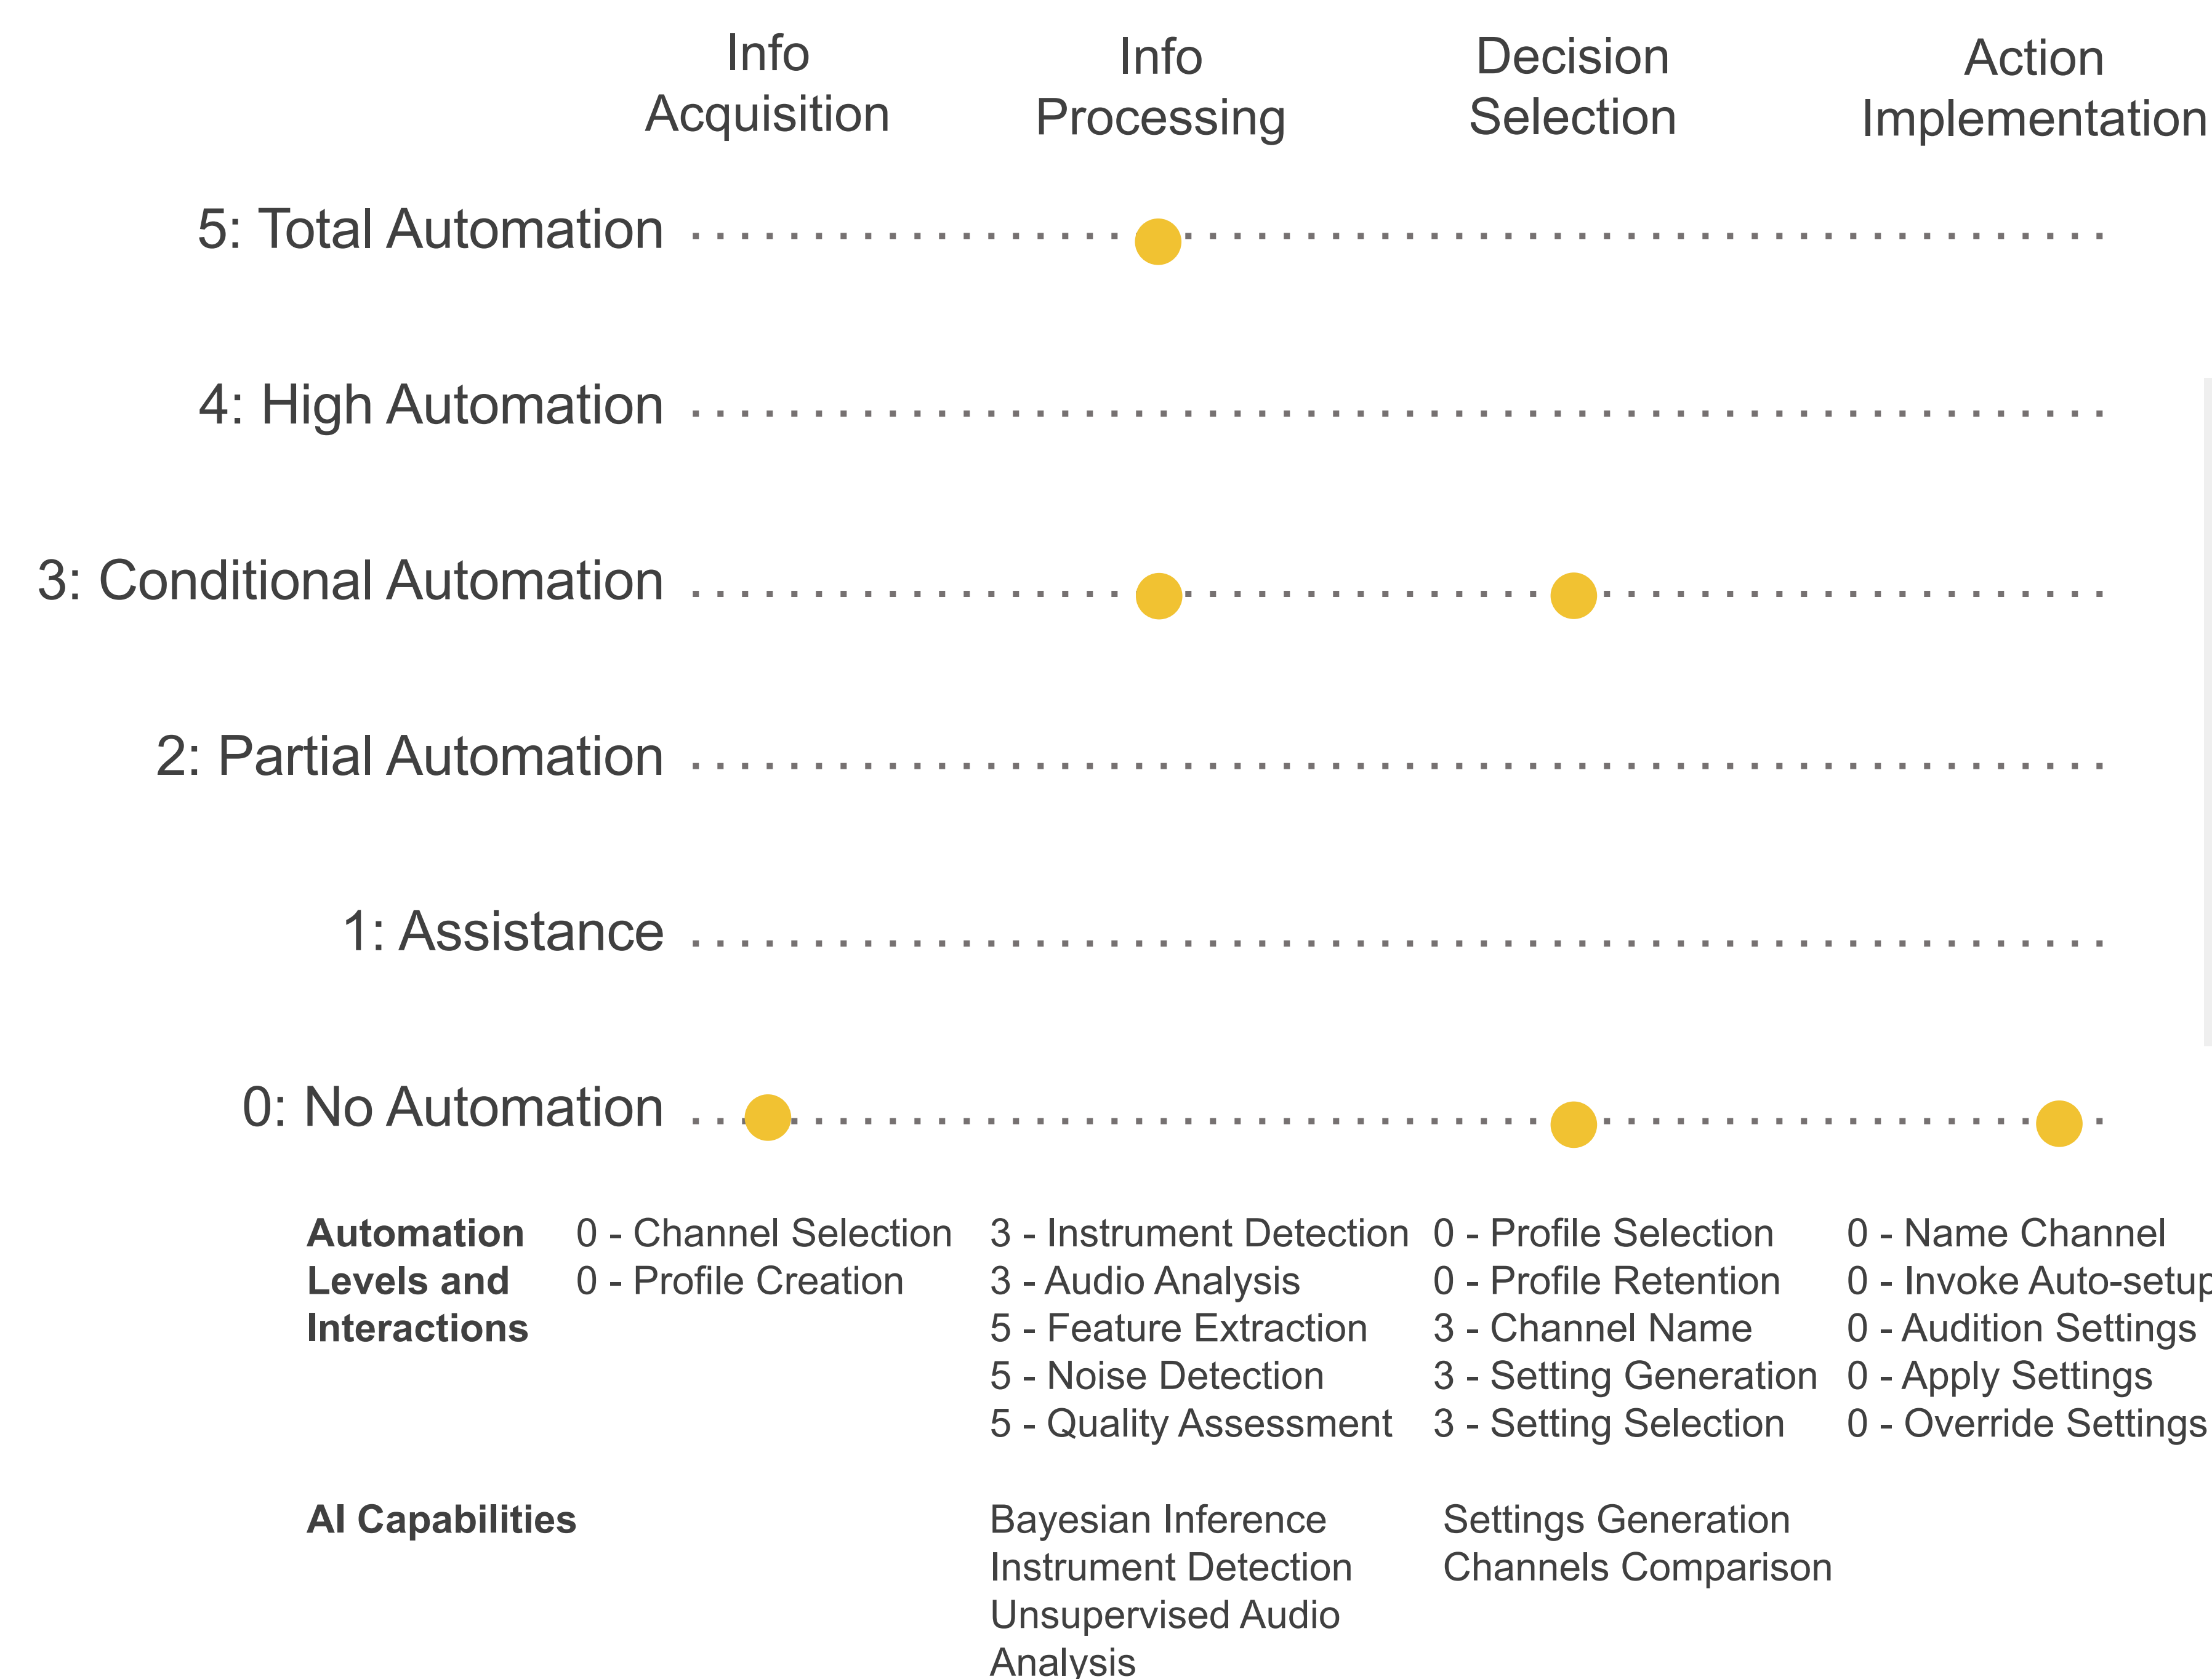 Info
Acquisition
Info
Processing
Decision
Selection
Action
Implementation
5: Total Automation
4: High Automation
3: Conditional Automation
2: Partial Automation
1: Assistance
0: No Automation
Automation
Levels and
Interactions
0 - Channel Selection
0 - Profile Creation
3 - Instrument Detection
3 - Audio Analysis
5 - Feature Extraction
5 - Noise Detection
5 - Quality Assessment
0 - Profile Selection
0 - Profile Retention
3 - Channel Name
3 - Setting Generation
3 - Setting Selection
0 - Name Channel
0 - Invoke Auto-setup
0 - Audition Settings
0 - Apply Settings
0 - Override Settings
AI Capabilities
Bayesian Inference
Instrument Detection
Unsupervised Audio
Analysis
Settings Generation
Channels Comparison